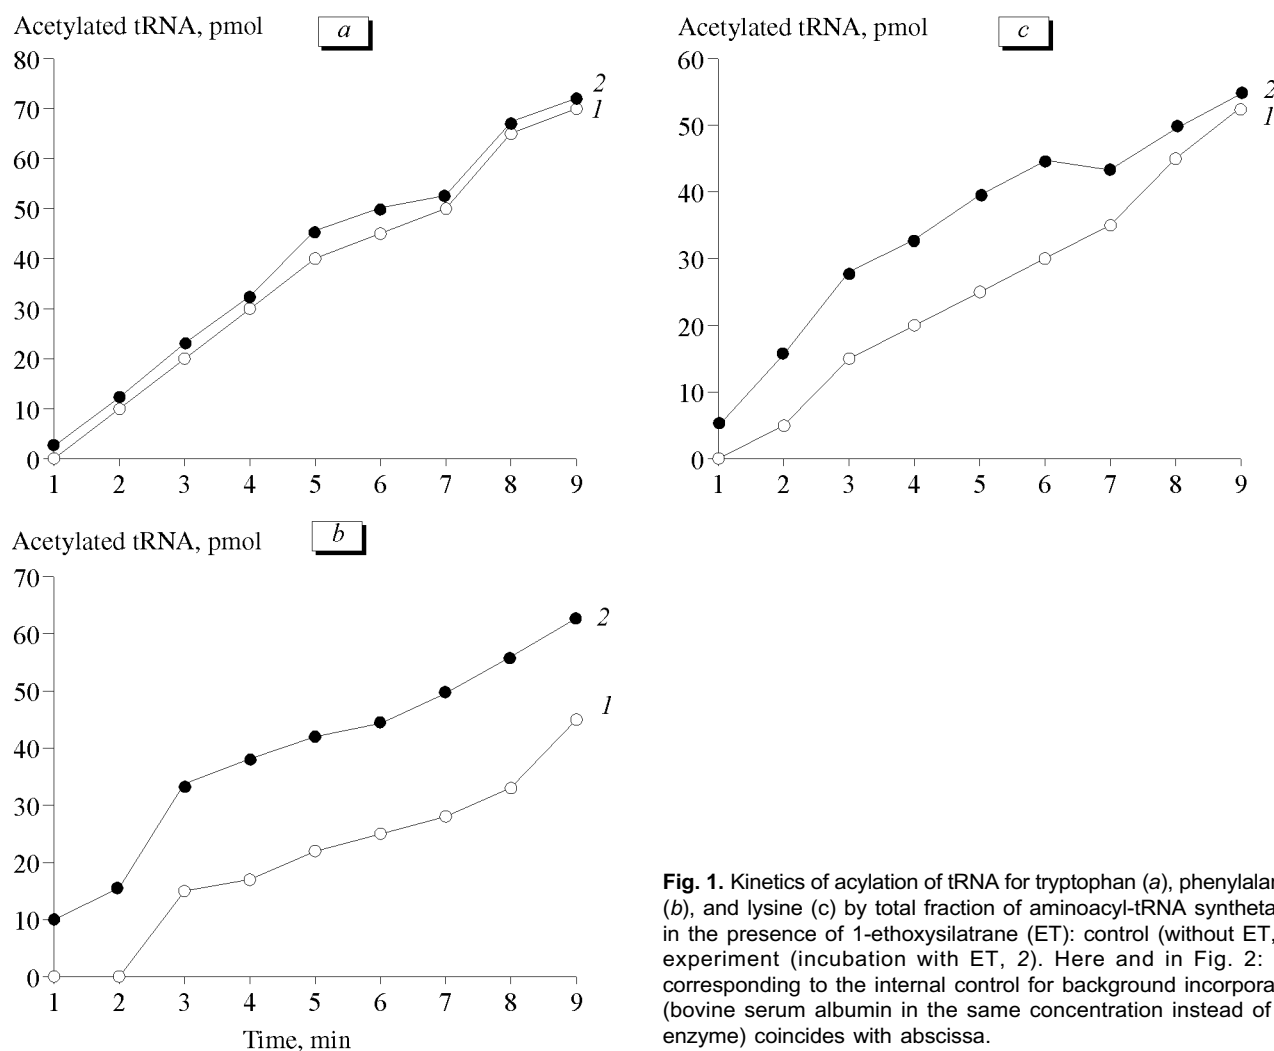 Acetylated tRNA, pmol
a
80
70
60
50
40
30
20
10
0
2
1
1 2 3 4 5 6 7 8 9
Acetylated tRNA, pmol
c
60
50
40
30
20
10
0
2
1
1 2 3 4 5 6 7 8 9
Acetylated tRNA, pmol
b
70
60
50
40
30
20
10
0
2
1
1 2 3 4 5 6 7 8 9
Time, min
Fig. 1. Kinetics of acylation of tRNA for tryptophan (a), phenylalan
(b), and lysine (c) by total fraction of aminoacyl-tRNA syntheta
in the presence of 1-ethoxysilatrane (ET): control (without ET,
experiment (incubation with ET, 2). Here and in Fig. 2:
corresponding to the internal control for background incorpora
(bovine serum albumin in the same concentration instead of
enzyme) coincides with abscissa.